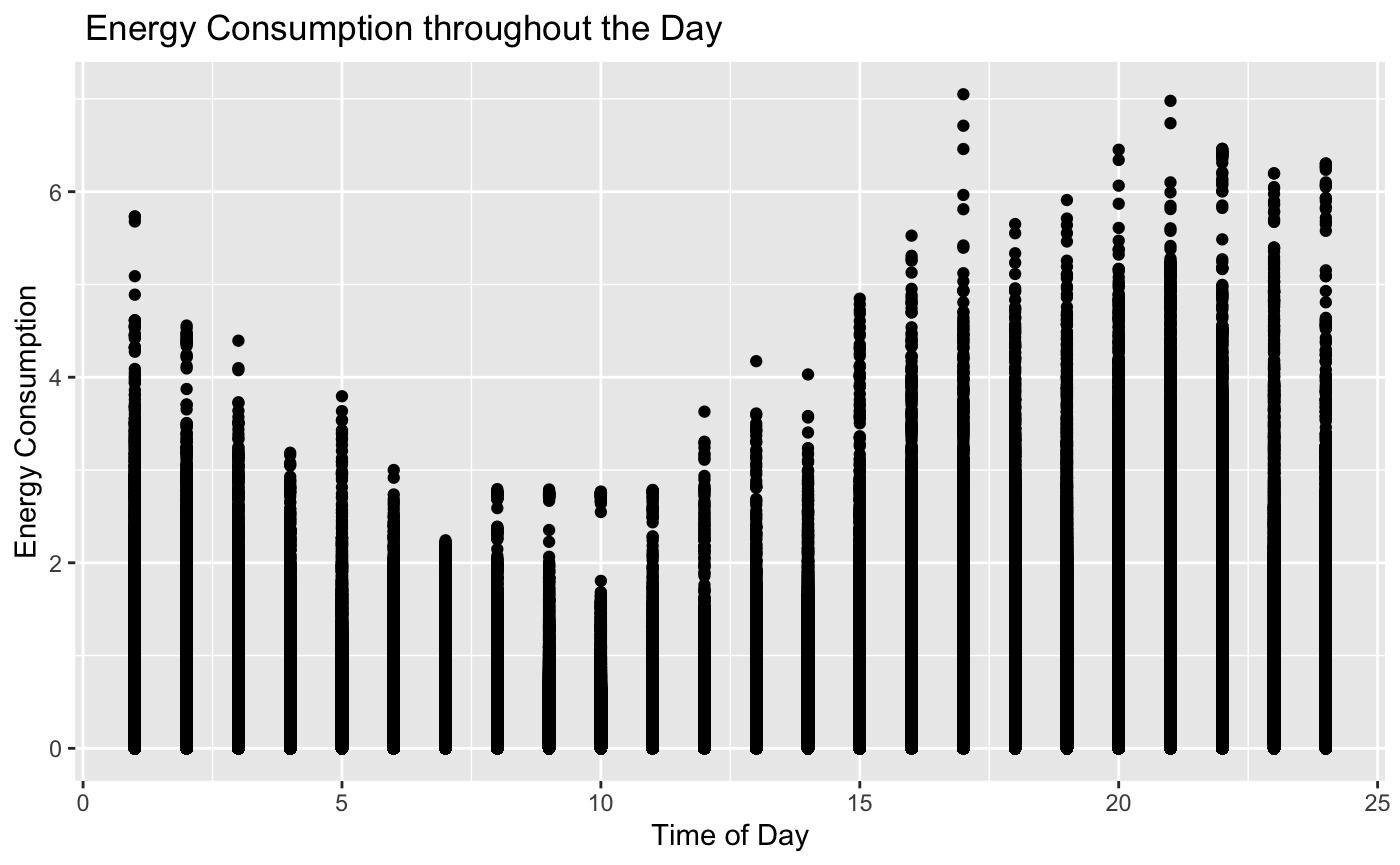 Energy Consumption throughout the Day
Energy Consumption
6
4
2
0
0 5 10 15 20 25
Time of Day